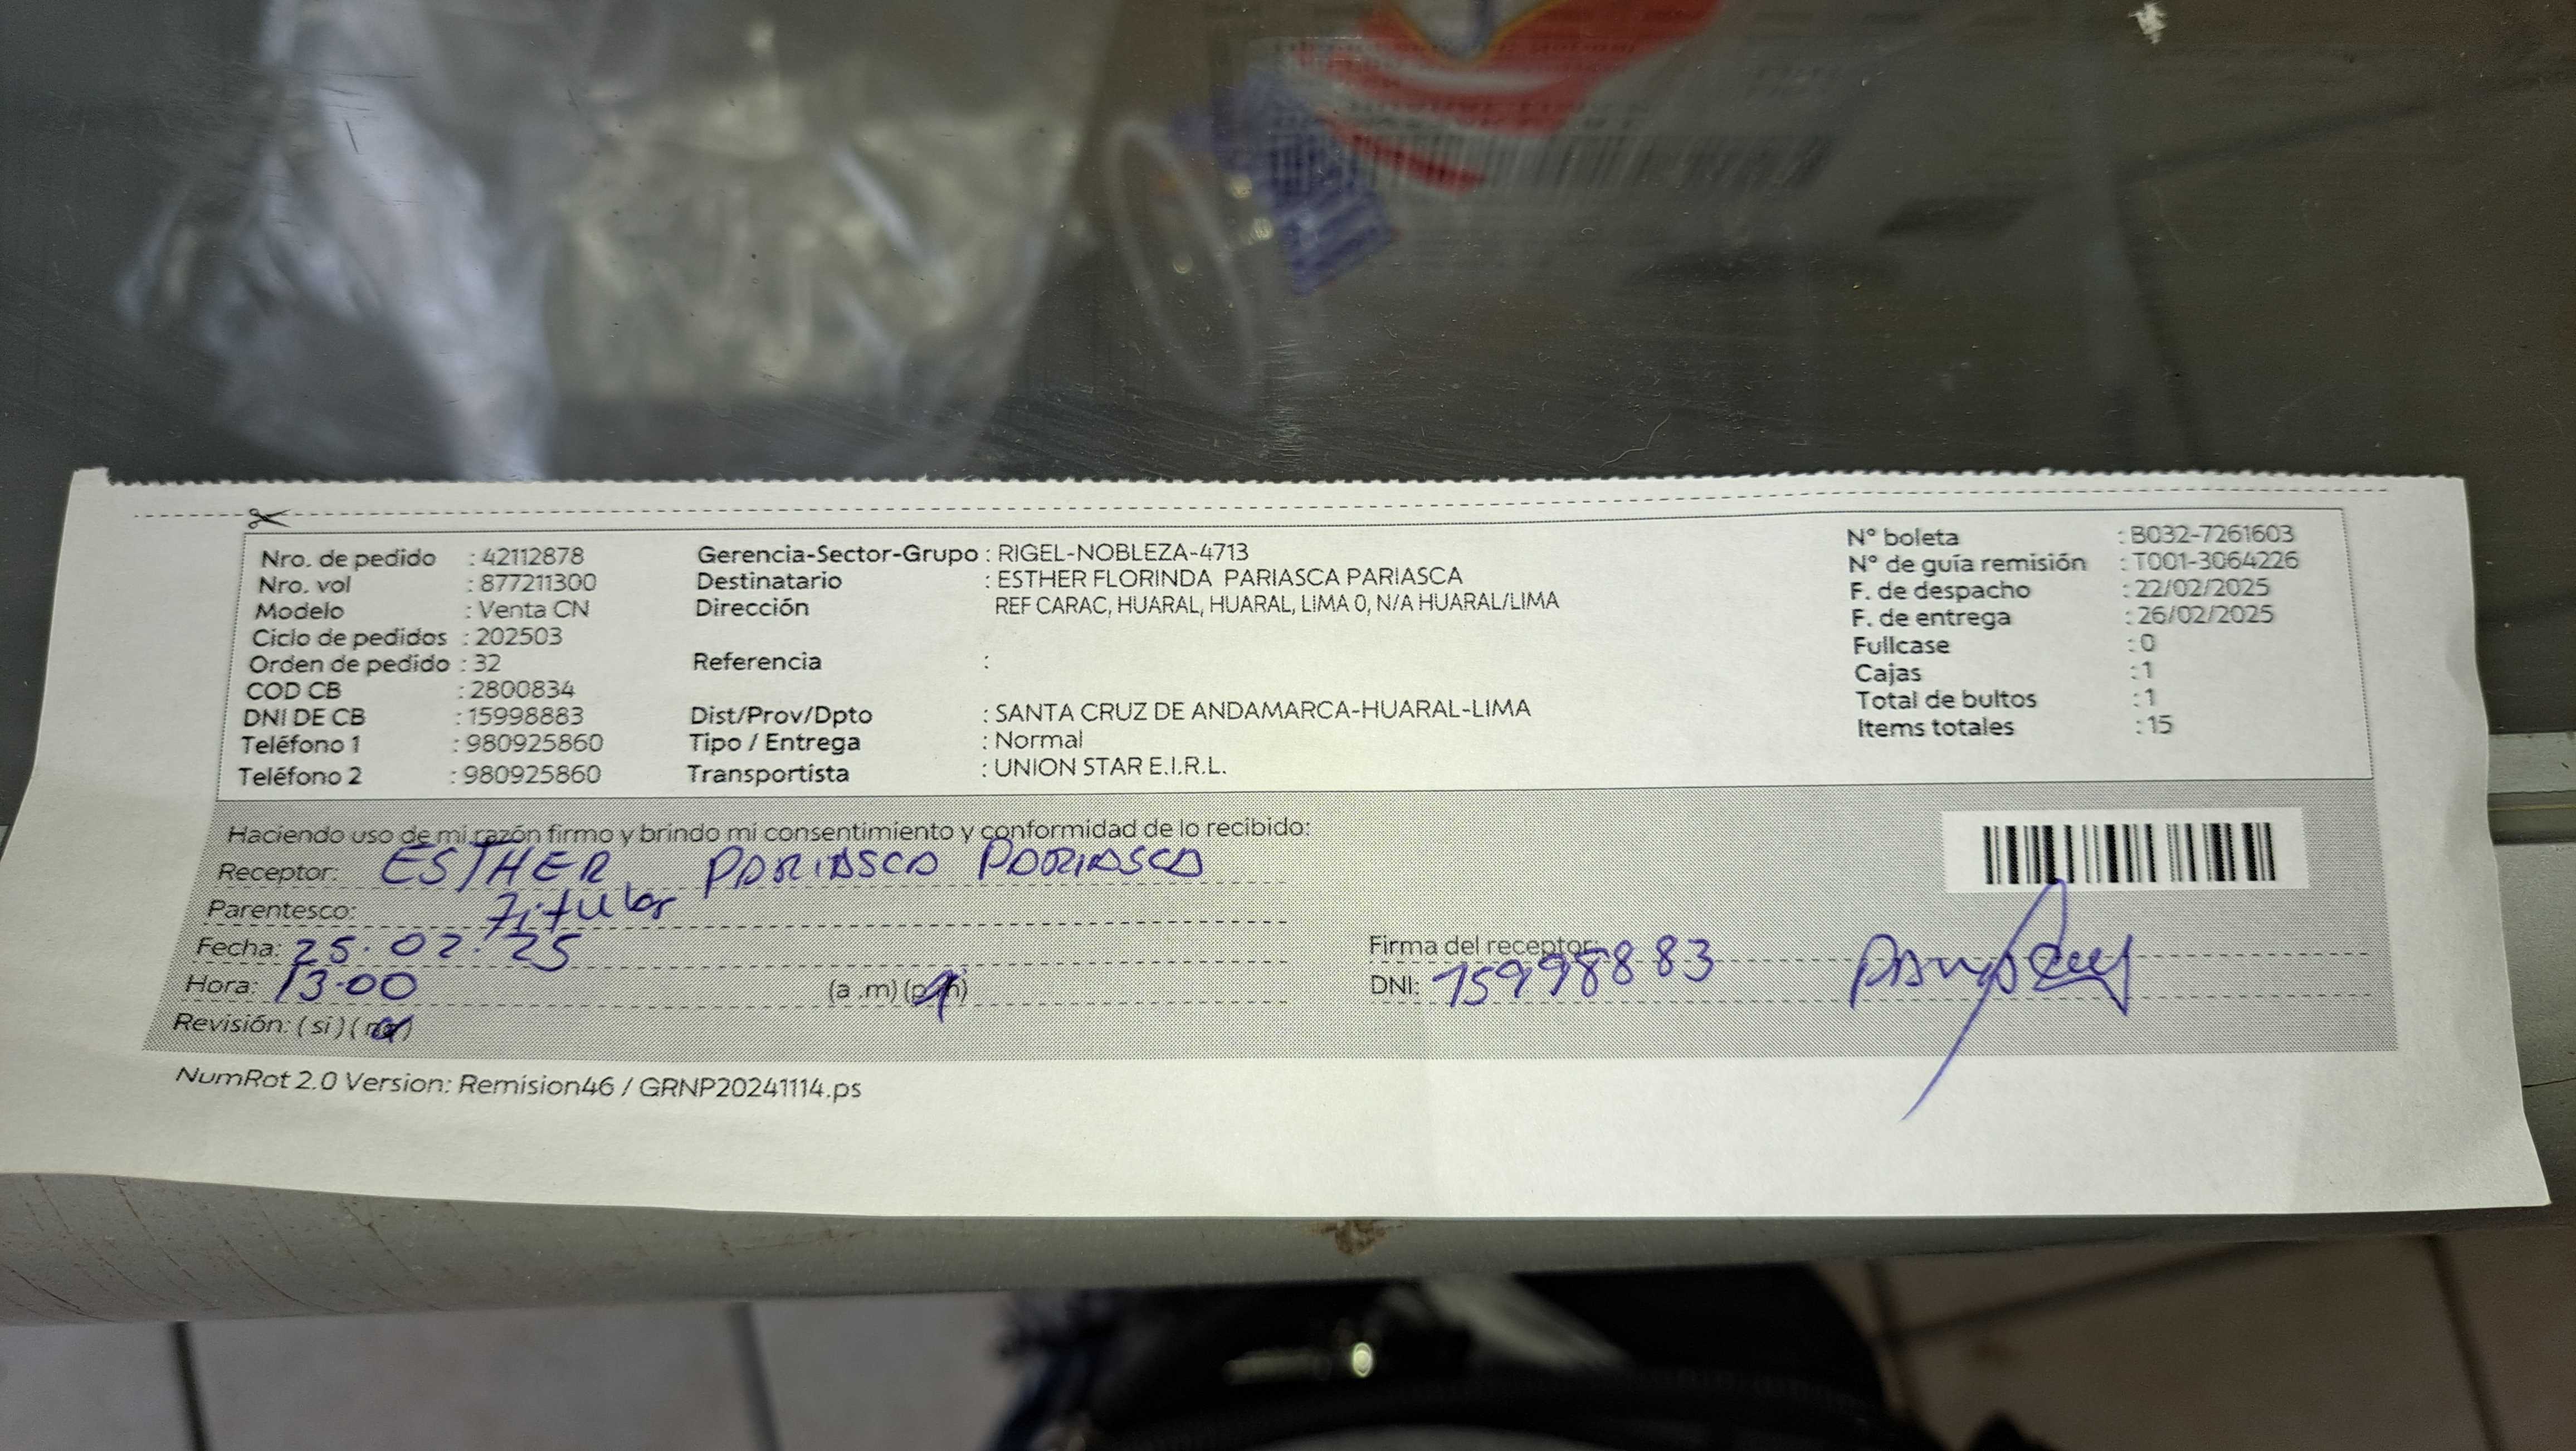 Nro. de pedido : 42112878
Nro. vol : 877211300
Modelo : Venta CN
Ciclo de pedidos : 202503
Orden de pedido : 32
COD CB : 2800834
DNI DE CB : 15998883
Teléfono 1 : 980925860
Teléfono 2 : 980925860
Gerencia-Sector-Grupo : RIGEL-NOBLEZA-4713
Destinatario : ESTHER FLORINDA PARIASCA PARIASCA
Dirección REF CARAC, HUARAL, HUARAL, LIMA 0, N/A HUARAL/LIMA
Referencia :
Dist/Prov/Dpto : SANTA CRUZ DE ANDAMARCA-HUARAL-LIMA
Tipo / Entrega : Normal
Transportista : UNION STAR E.I.R.L.
N° boleta : B032-7261603
N° de guía remisión : T001-3064226
F. de despacho : 22/02/2025
F. de entrega : 26/02/2025
Fullcase : 0
Cajas : 1
Total de bultos : 1
Items totales : 15
Haciendo uso de mi razón firmo y brindo mi consentimiento y conformidad de lo recibido:
Receptor: ESTHER PARIASCA PARIASCA
Parentesco: Titular
Fecha: 25.02.25
Hora: 13.00 (a .m) (p.m)
Revisión: ( si ) ( no )
Firma del receptor:
DNI: 15998883
NumRot 2.0 Version: Remision46 / GRNP20241114.ps